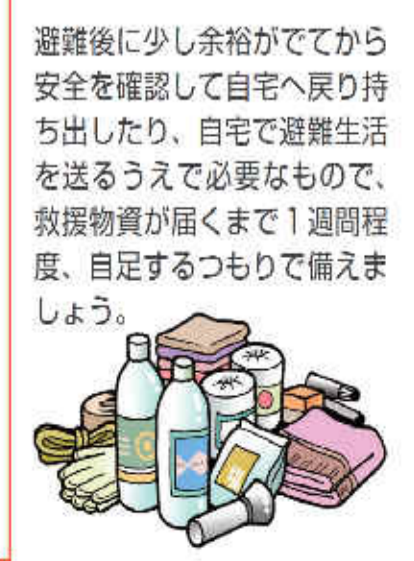 避難後に少し余裕がでてから
安全を確認して自宅へ戻り持
ち出したり、自宅で避難生活
を送るうえで必要なもので、
救援物資が届くまで1週間程
度、自足するつもりで備えま
しょう。